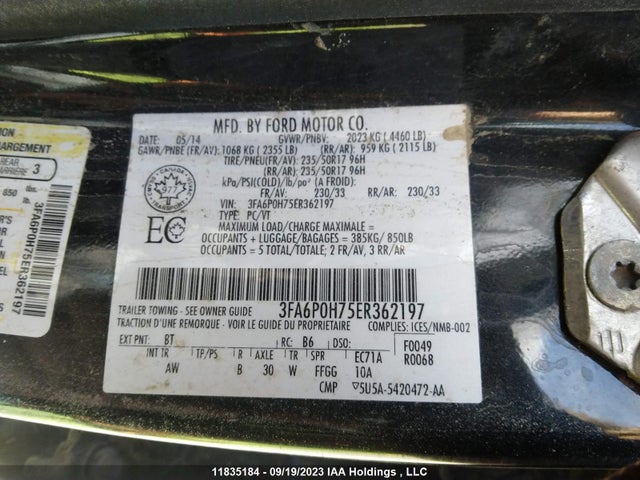 MFD. BY FORD MOTOR CO.
DATE: 05/14 GVWR/PNBV: 2023 KG ( 4460 LB)
GAWR/PNBE (FR/AV):1068 KG ( 2355 LB) (RR/AR): 959 KG ( 2115 LB)
TIRE/PNEU(FR/AV): 235/50R17 96H
(RR/AR): 235/50R17 96H
kPa/PSI(COLD)/lb/po² (A FROID):
FR/AV: 230/33 RR/AR: 230/33
VIN: 3FA6P0H75ER362197
TYPE: PC/VT
MAXIMUM LOAD/CHARGE MAXIMALE =
OCCUPANTS + LUGGAGE/BAGAGES = 385KG/ 850LB
OCCUPANTS = 5 TOTAL/TOTALE; 2 FR/AV, 3 RR/AR
EC
3FA6P0H75ER362197
TRAILER TOWING - SEE OWNER GUIDE
TRACTION D'UNE REMORQUE - VOIR LE GUIDE DU PROPRIETAIRE COMPLIES: ICES/NMB-002
EXT PNT: BT RC: B6 DSO: F0049
INT TR TP/PS R AXLE TR SPR EC71A R0068
AW B 30 W FFGG 10A
CMP 5U5A-5420472-AA
CHARGEMENT
REAR
ARRIÈRE 3
850 lbs.
3FA6P0H75ER362197
11835184 - 09/19/2023 IAA Holdings , LLC